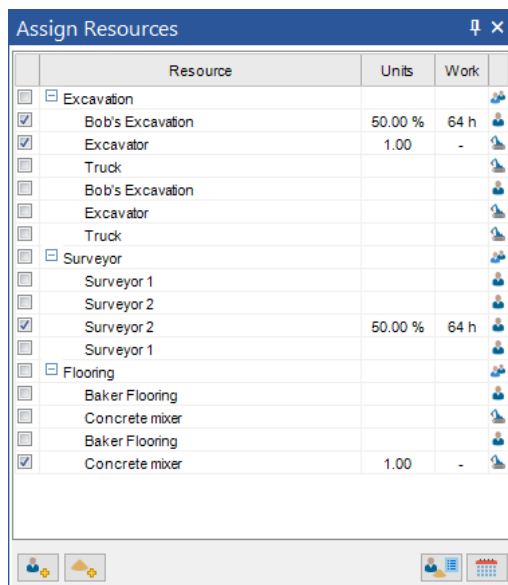 Assign Resources
Resource Units Work
Excavation
Bob's Excavation 50.00 % 64 h
Excavator 1.00 -
Truck
Bob's Excavation
Excavator
Truck
Surveyor
Surveyor 1
Surveyor 2
Surveyor 2 50.00 % 64 h
Surveyor 1
Flooring
Baker Flooring
Concrete mixer
Baker Flooring
Concrete mixer 1.00 -